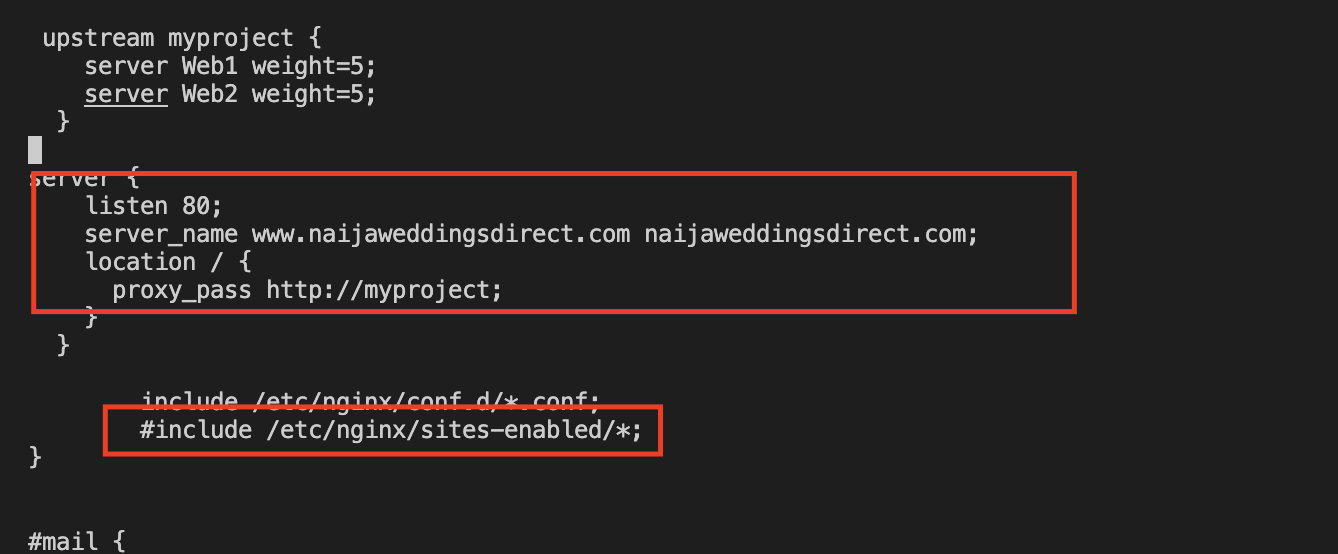 upstream myproject {
server Web1 weight=5;
server Web2 weight=5;
}
server {
listen 80;
server_name www.naijaweddingsdirect.com naijaweddingsdirect.com;
location / {
proxy_pass http://myproject;
}
}
include /etc/nginx/conf.d/*.conf;
#include /etc/nginx/sites-enabled/*;
}
#mail {